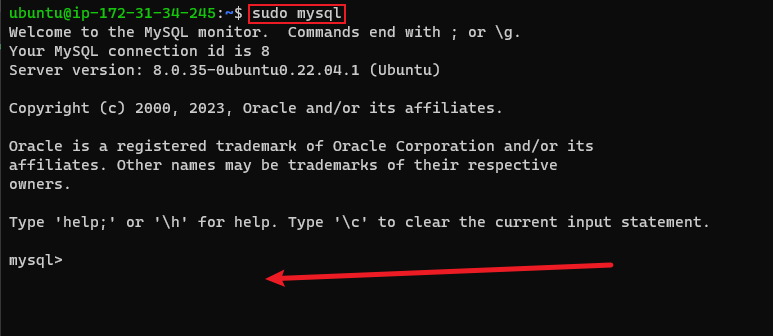 ubuntu@ip-172-31-34-245:~$ sudo mysql
Welcome to the MySQL monitor.  Commands end with ; or \g.
Your MySQL connection id is 8
Server version: 8.0.35-0ubuntu0.22.04.1 (Ubuntu)
Copyright (c) 2000, 2023, Oracle and/or its affiliates.
Oracle is a registered trademark of Oracle Corporation and/or its
affiliates. Other names may be trademarks of their respective
owners.
Type 'help;' or '\h' for help. Type '\c' to clear the current input statement.
mysql>